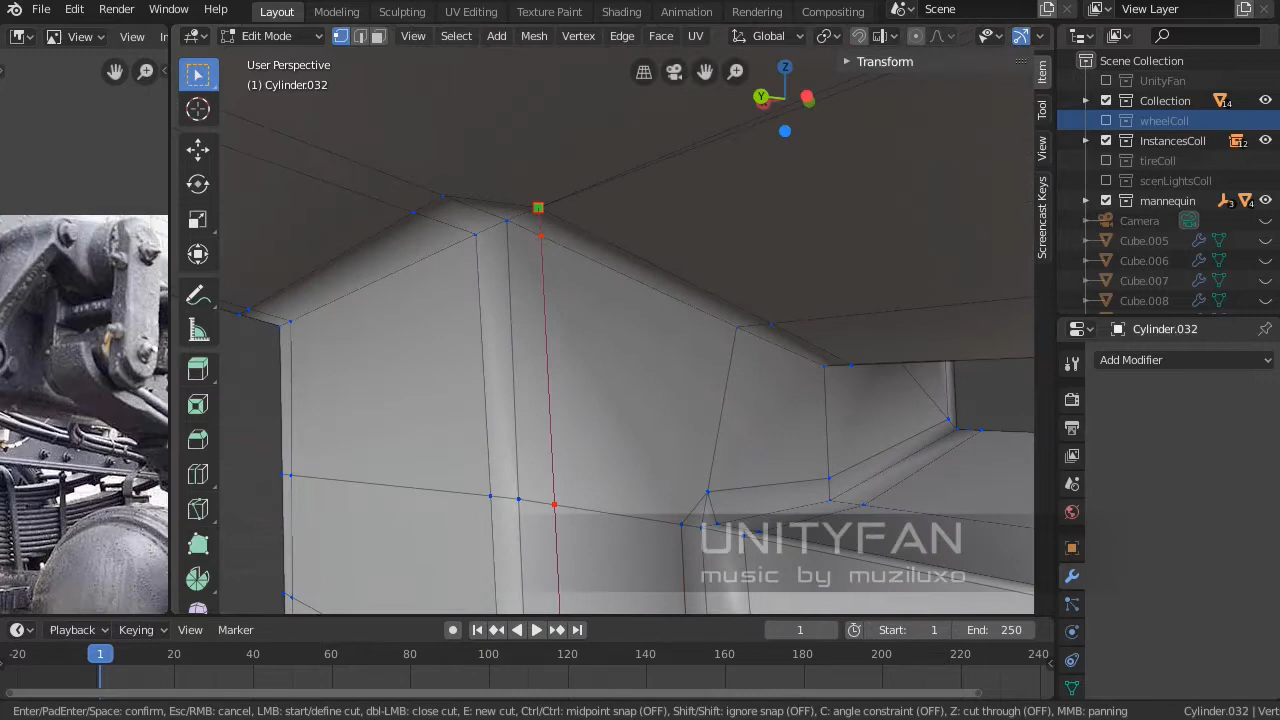 File Edit Render Window Help Layout Modeling Sculpting UV Editing Texture Paint Shading Animation Rendering Compositing Scene View Layer
View View Edit Mode View Select Add Mesh Vertex Edge Face UV Global
User Perspective
(1) Cylinder.032
Transform
Item
Tool
View
Screencast Keys
X
Y
Z
Scene Collection
UnityFan
Collection 14
wheelColl
InstancesColl 12
tireColl
scenLightsColl
mannequin 3 4
Camera
Cube.005
Cube.006
Cube.007
Cube.008
Cylinder.032
Add Modifier
UNITYFAN
music by muziluxo
Playback Keying View Marker 1 Start: 1 End: 250
-20 1 20 40 60 80 100 120 140 160 180 200 220 240
Enter/PadEnter/Space: confirm, Esc/RMB: cancel, LMB: start/define cut, dbl-LMB: close cut, E: new cut, Ctrl/Ctrl: midpoint snap (OFF), Shift/Shift: ignore snap (OFF), C: angle constraint (OFF), Z: cut through (OFF), MMB: panning Cylinder.032 | Vert